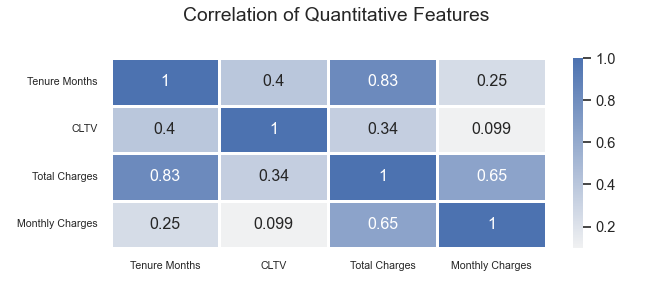 Correlation of Quantitative Features
Tenure Months 1 0.4 0.83 0.25 1.0
0.8
CLTV 0.4 1 0.34 0.099
0.6
Total Charges 0.83 0.34 1 0.65
0.4
Monthly Charges 0.25 0.099 0.65 1
0.2
Tenure Months CLTV Total Charges Monthly Charges